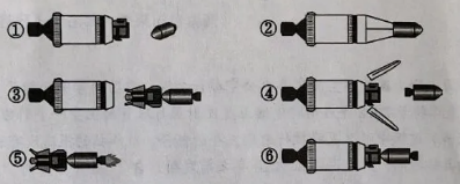 ① ②
③ ④
⑤ ⑥